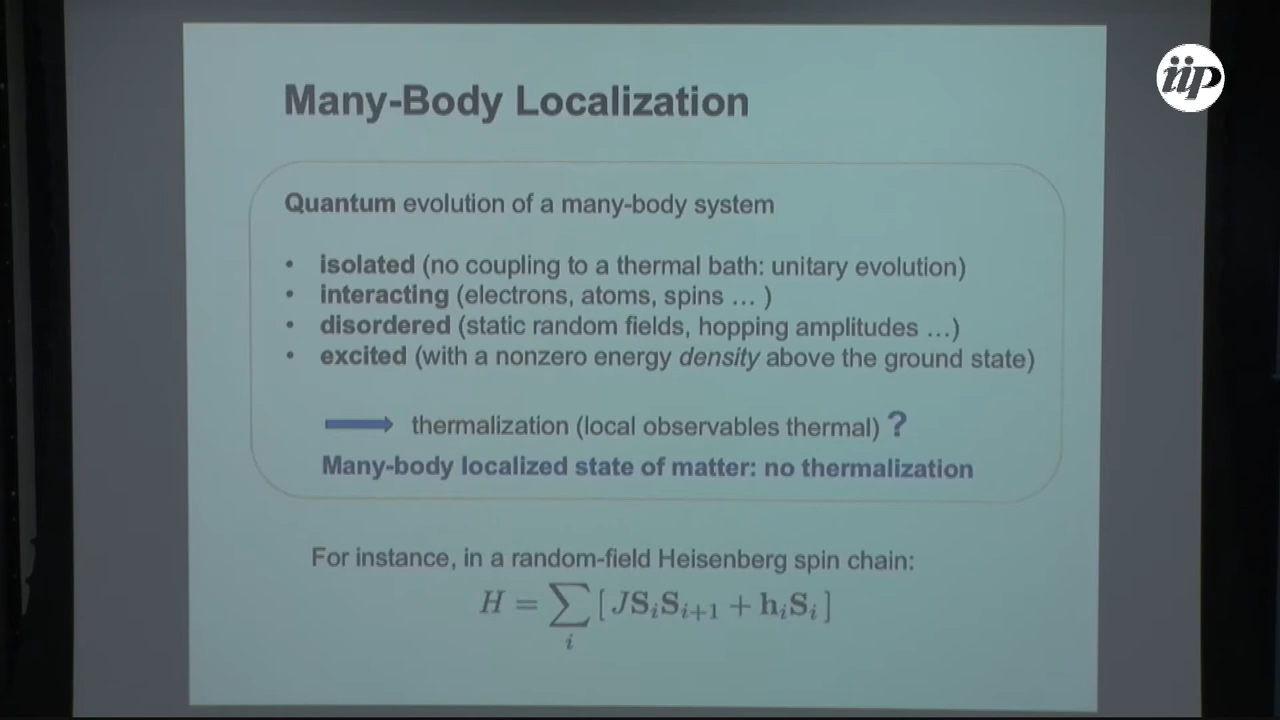 iip
Many-Body Localization
Quantum evolution of a many-body system
• isolated (no coupling to a thermal bath: unitary evolution)
• interacting (electrons, atoms, spins … )
• disordered (static random fields, hopping amplitudes …)
• excited (with a nonzero energy density above the ground state)
thermalization (local observables thermal) ?
Many-body localized state of matter: no thermalization
For instance, in a random-field Heisenberg spin chain:
H = ∑_i [ J𝐒_i𝐒_{i+1} + 𝐡_i𝐒_i ]